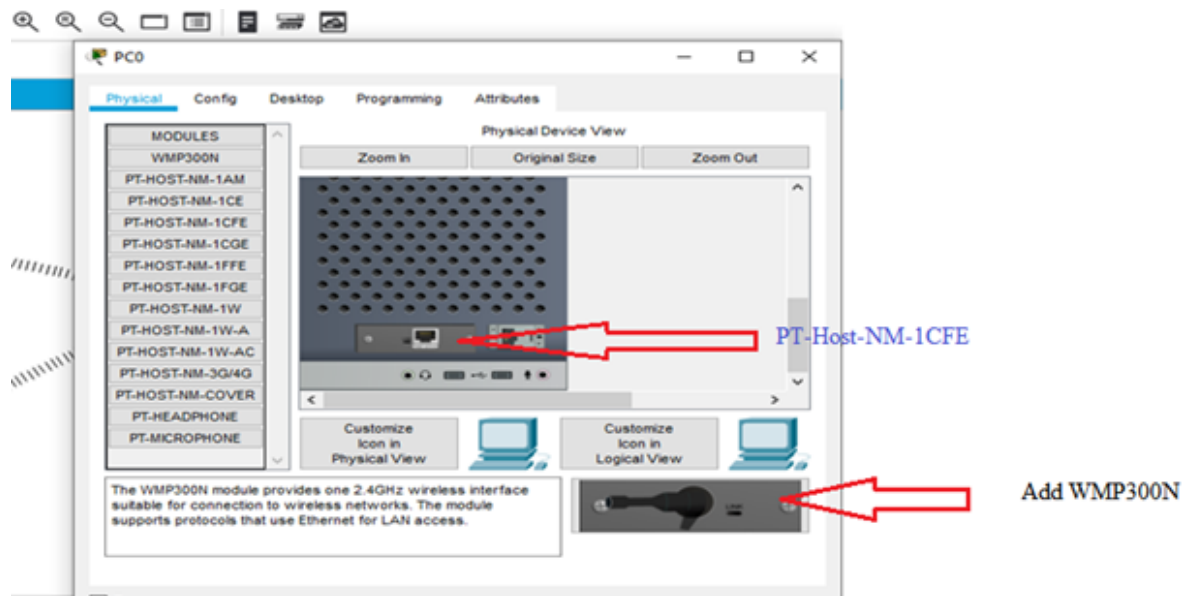 PC0
Physical Config Desktop Programming Attributes
MODULES
WMP300N
PT-HOST-NM-1AM
PT-HOST-NM-1CE
PT-HOST-NM-1CFE
PT-HOST-NM-1CGE
PT-HOST-NM-1FFE
PT-HOST-NM-1FGE
PT-HOST-NM-1W
PT-HOST-NM-1W-A
PT-HOST-NM-1W-AC
PT-HOST-NM-3G/4G
PT-HOST-NM-COVER
PT-HEADPHONE
PT-MICROPHONE
Physical Device View
Zoom In Original Size Zoom Out
PT-Host-NM-1CFE
Customize
Icon in
Physical View
Customize
Icon in
Logical View
The WMP300N module provides one 2.4GHz wireless interface
suitable for connection to wireless networks. The module
supports protocols that use Ethernet for LAN access.
Add WMP300N